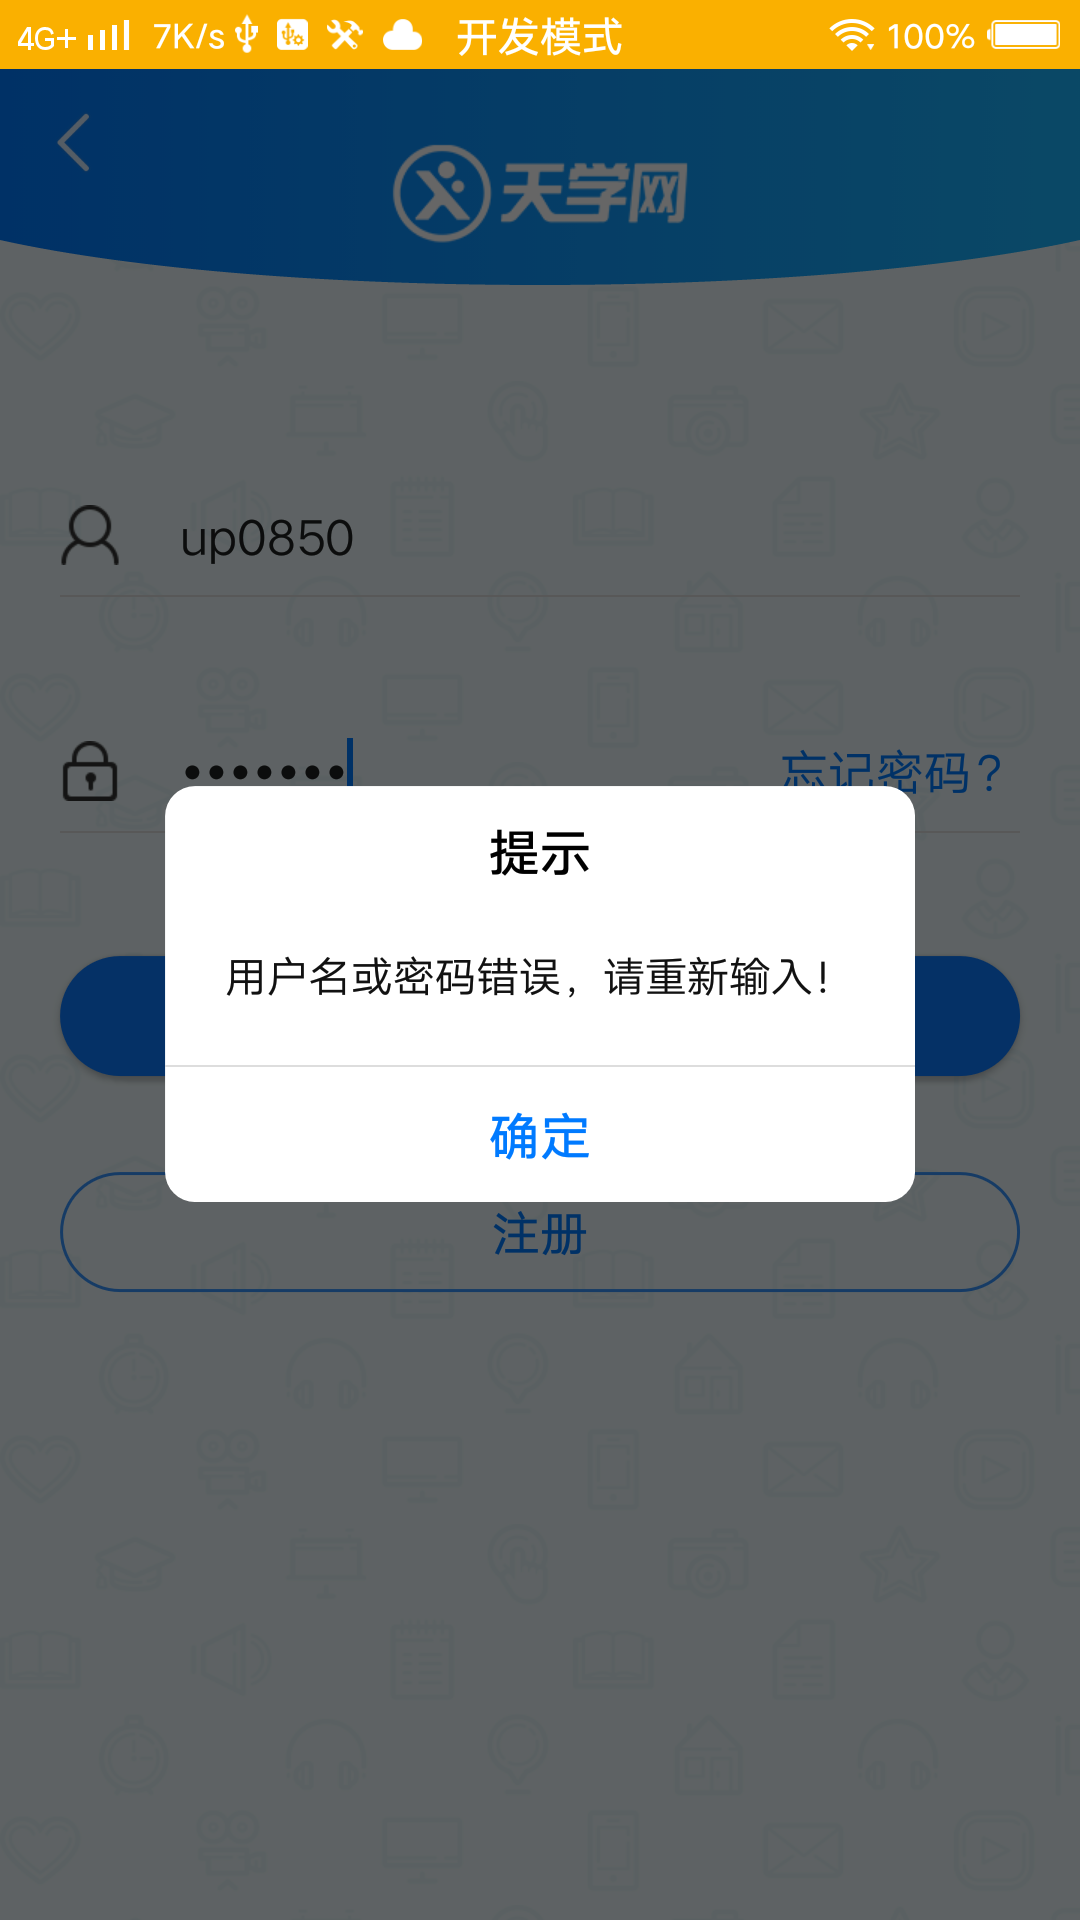 4G+ 7K/s 开发模式 100%
天学网
up0850
•••••••
忘记密码?
提示
用户名或密码错误，请重新输入!
确定
注册